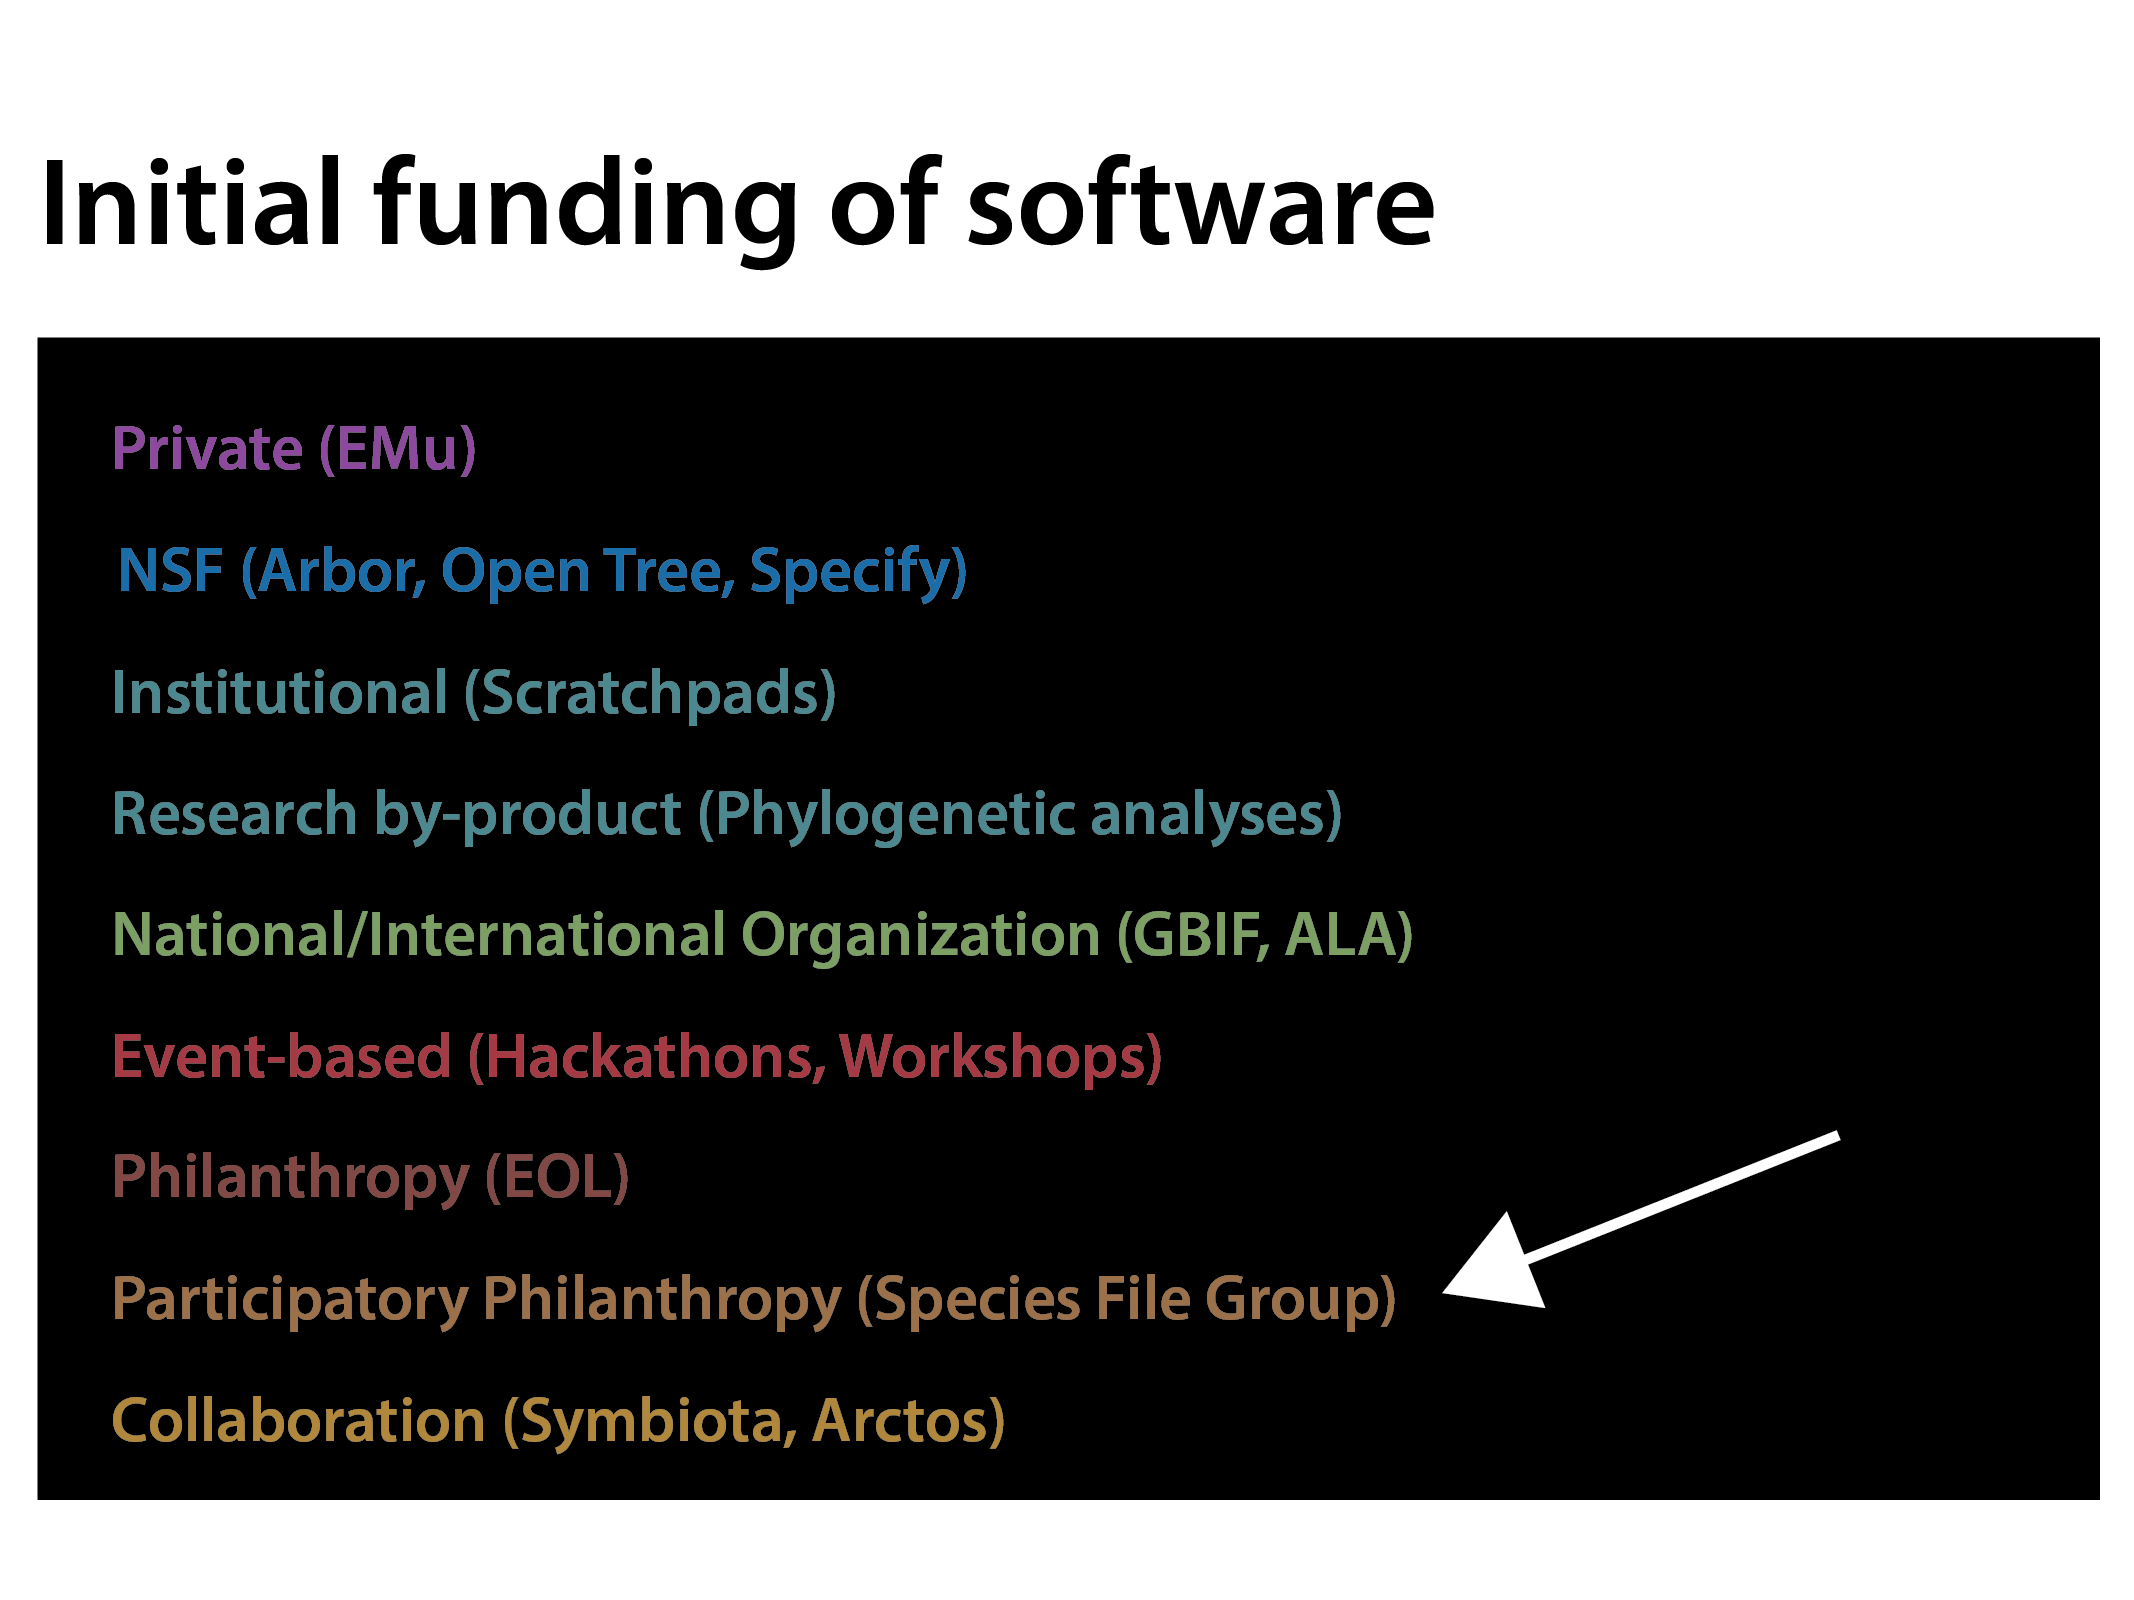 Initial funding of software
Private (EMu)
NSF (Arbor, Open Tree, Specify)
Institutional (Scratchpads)
Research by-product (Phylogenetic analyses)
National/International Organization (GBIF, ALA)
Event-based (Hackathons, Workshops)
Philanthropy (EOL)
Participatory Philanthropy (Species File Group)
Collaboration (Symbiota, Arctos)